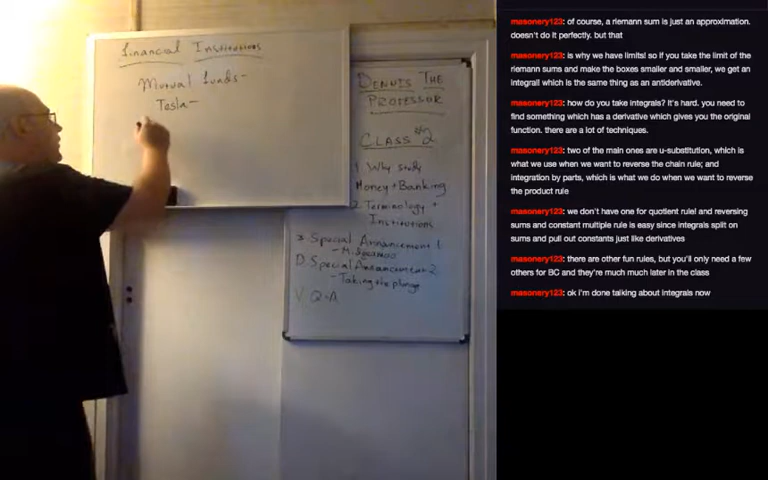 Financial Institutions
Mutual funds-
Tesla-
DENNIS THE
PROFESSOR
CLASS #2
1. Why study
Money + Banking
2. Terminology +
Institutions
3. Special Announcement 1
D. Special Announcement 2
- Taking the plunge
V. Q+A
masonery123: of course, a riemann sum is just an approximation.
doesn't do it perfectly. but that
masonery123: is why we have limits! so if you take the limit of the
riemann sums and make the boxes smaller and smaller, we get an
integral! which is the same thing as an antiderivative.
masonery123: how do you take integrals? it's hard. you need to
find something which has a derivative which gives you the original
function. there are a lot of techniques.
masonery123: two of the main ones are u-substitution, which is
what we use when we want to reverse the chain rule; and
integration by parts, which is what we do when we want to reverse
the product rule
masonery123: we don't have one for quotient rule! and reversing
sums and constant multiple rule is easy since integrals split on
sums and pull out constants just like derivatives
masonery123: there are other fun rules, but you'll only need a few
others for BC and they're much much later in the class
masonery123: ok I'm done talking about integrals now